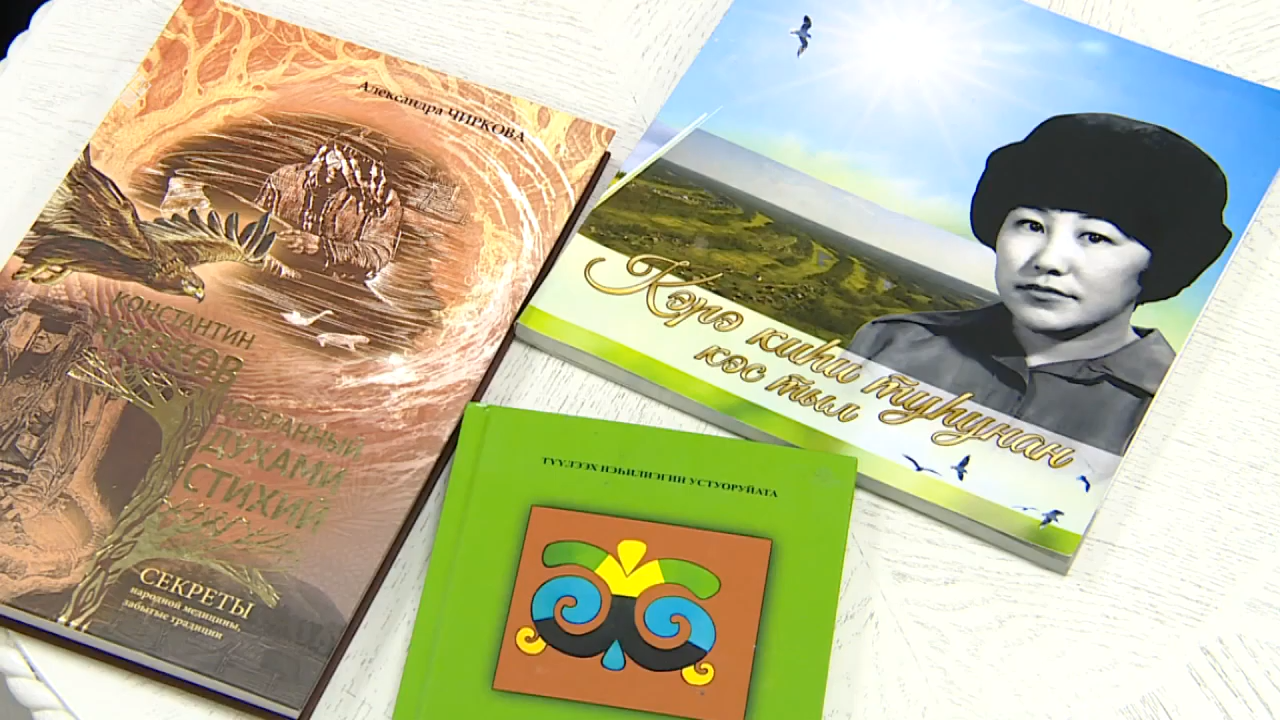 Александра ЧИРКОВА
КОНСТАНТИН
ЧИРКОВ
ИЗБРАННЫЙ
ДУХАМИ
СТИХИЙ
СЕКРЕТЫ
народной медицины,
забытые традиции
Кэрэ киһи туһунан
кэс тыл
ТҮҮЛЭЭХ НЭҺИЛИЭГИН УСТУОРУЙАТА